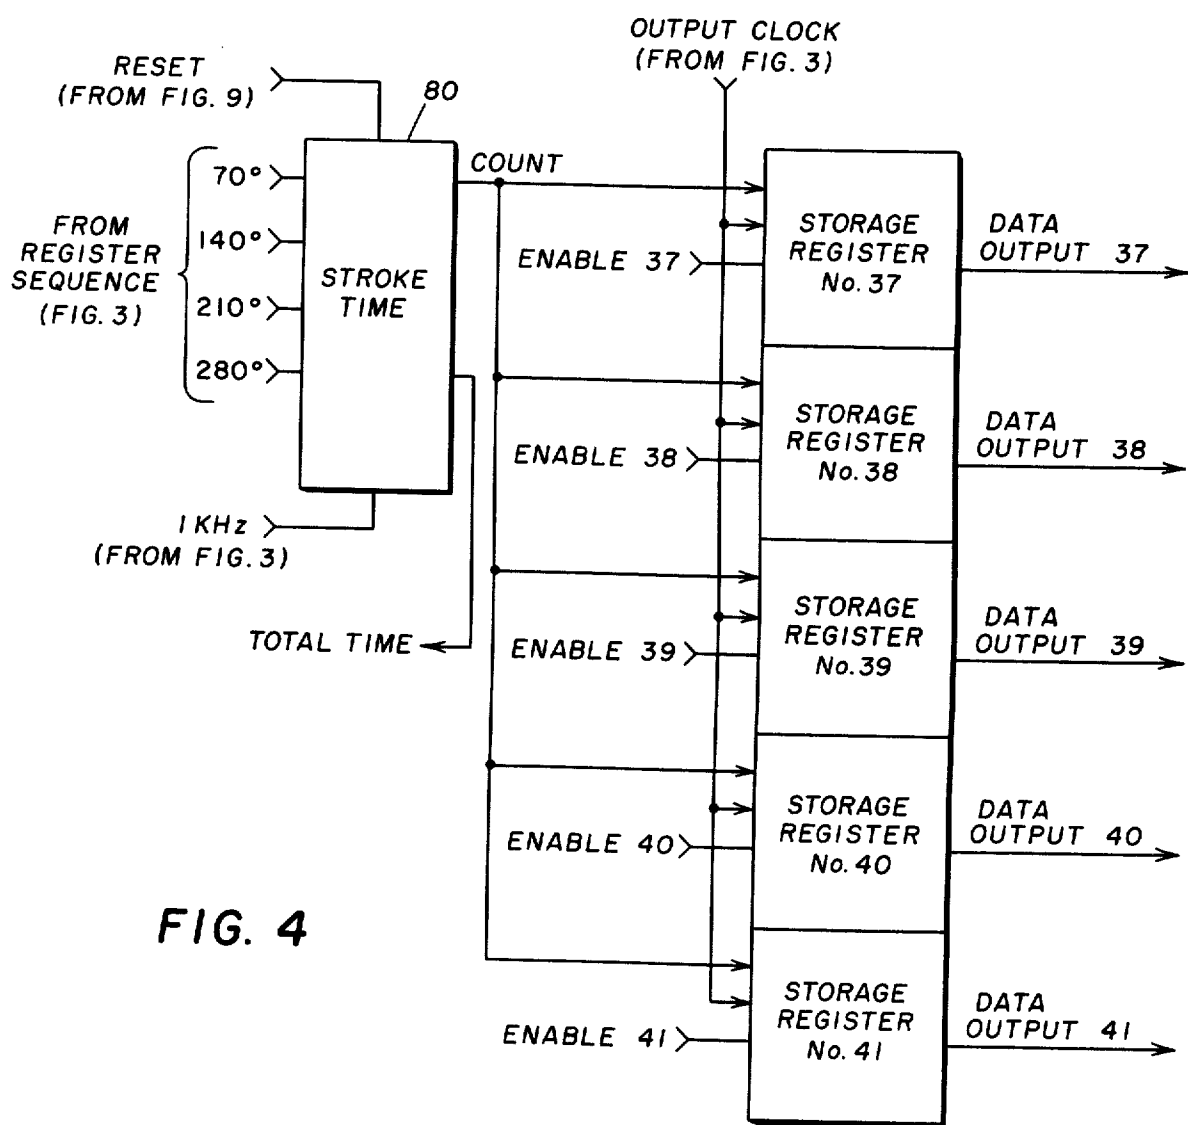 OUTPUT CLOCK
(FROM FIG. 3)
RESET
(FROM FIG. 9)
80
70°
140°
210°
280°
FROM
REGISTER
SEQUENCE
(FIG. 3)
STROKE
TIME
COUNT
1 KHz
(FROM FIG. 3)
TOTAL TIME
ENABLE 37
STORAGE
REGISTER
No. 37
DATA
OUTPUT 37
ENABLE 38
STORAGE
REGISTER
No. 38
DATA
OUTPUT 38
ENABLE 39
STORAGE
REGISTER
No. 39
DATA
OUTPUT 39
ENABLE 40
STORAGE
REGISTER
No. 40
DATA
OUTPUT 40
ENABLE 41
STORAGE
REGISTER
No. 41
DATA
OUTPUT 41
FIG. 4